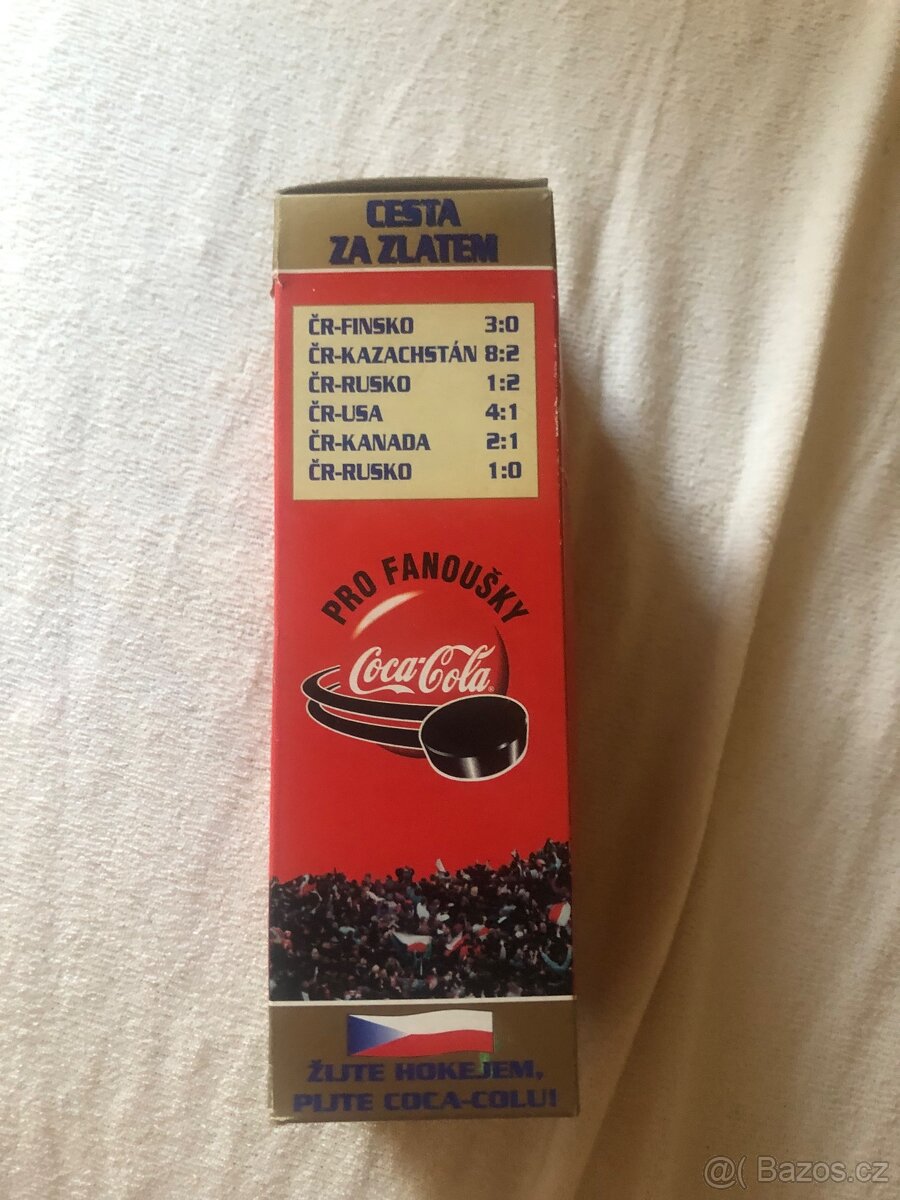 CESTA
ZA ZLATEM
ČR-FINSKO 3:0
ČR-KAZACHSTÁN 8:2
ČR-RUSKO 1:2
ČR-USA 4:1
ČR-KANADA 2:1
ČR-RUSKO 1:0
PRO FANOUŠKY
Coca-Cola
ŽIJTE HOKEJEM,
PIJTE COCA-COLU!
@( Bazos.cz